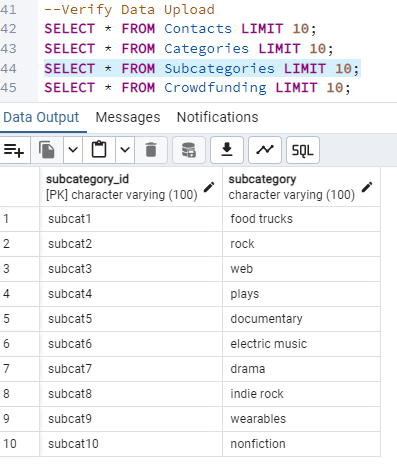 41 --Verify Data Upload
42 SELECT * FROM Contacts LIMIT 10;
43 SELECT * FROM Categories LIMIT 10;
44 SELECT * FROM Subcategories LIMIT 10;
45 SELECT * FROM Crowdfunding LIMIT 10;
Data Output Messages Notifications
SQL
subcategory_id subcategory
[PK] character varying (100) character varying (100)
1 subcat1 food trucks
2 subcat2 rock
3 subcat3 web
4 subcat4 plays
5 subcat5 documentary
6 subcat6 electric music
7 subcat7 drama
8 subcat8 indie rock
9 subcat9 wearables
10 subcat10 nonfiction